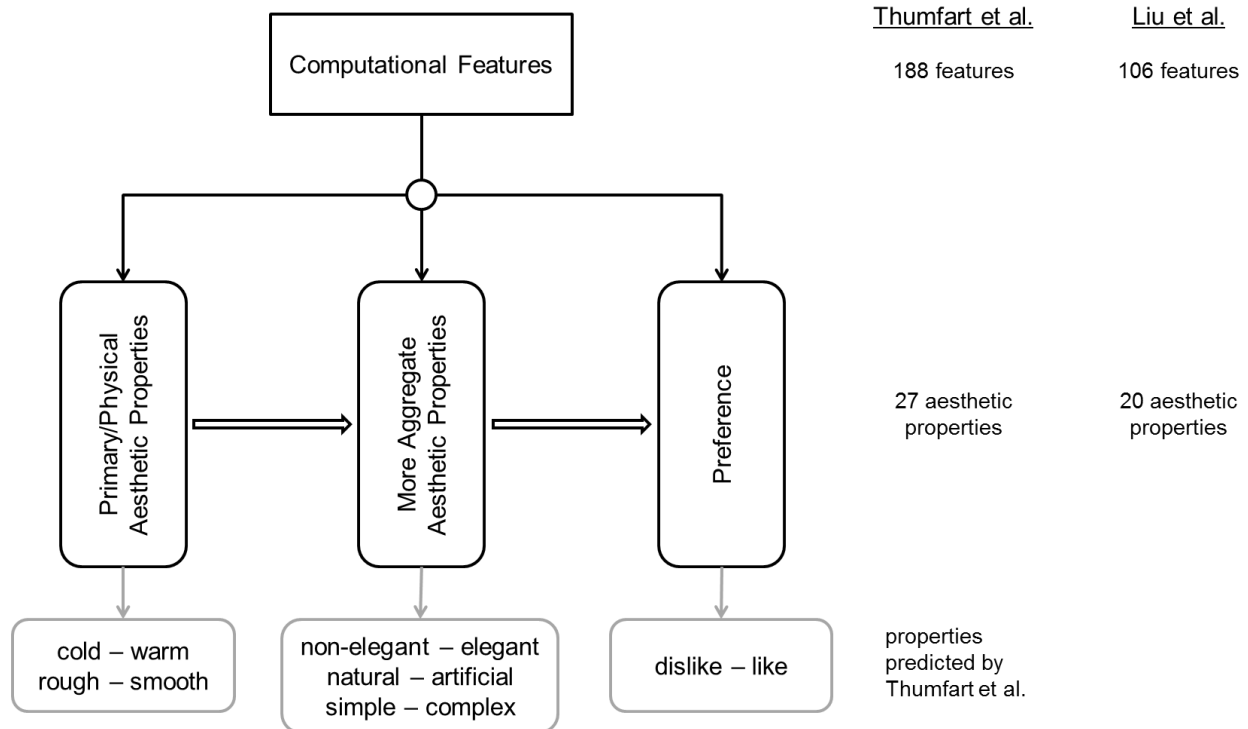 Thumfart et al.
Liu et al.
Computational Features
188 features
106 features
Primary/Physical
Aesthetic Properties
More Aggregate
Aesthetic Properties
Preference
27 aesthetic
properties
20 aesthetic
properties
cold – warm
rough – smooth
non-elegant – elegant
natural – artificial
simple – complex
dislike – like
properties
predicted by
Thumfart et al.